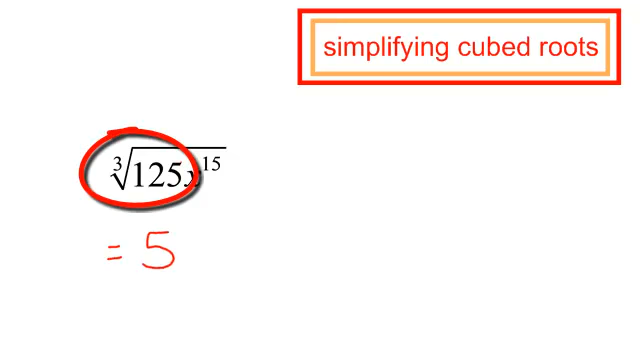 simplifying cubed roots
∛125x¹⁵
= 5